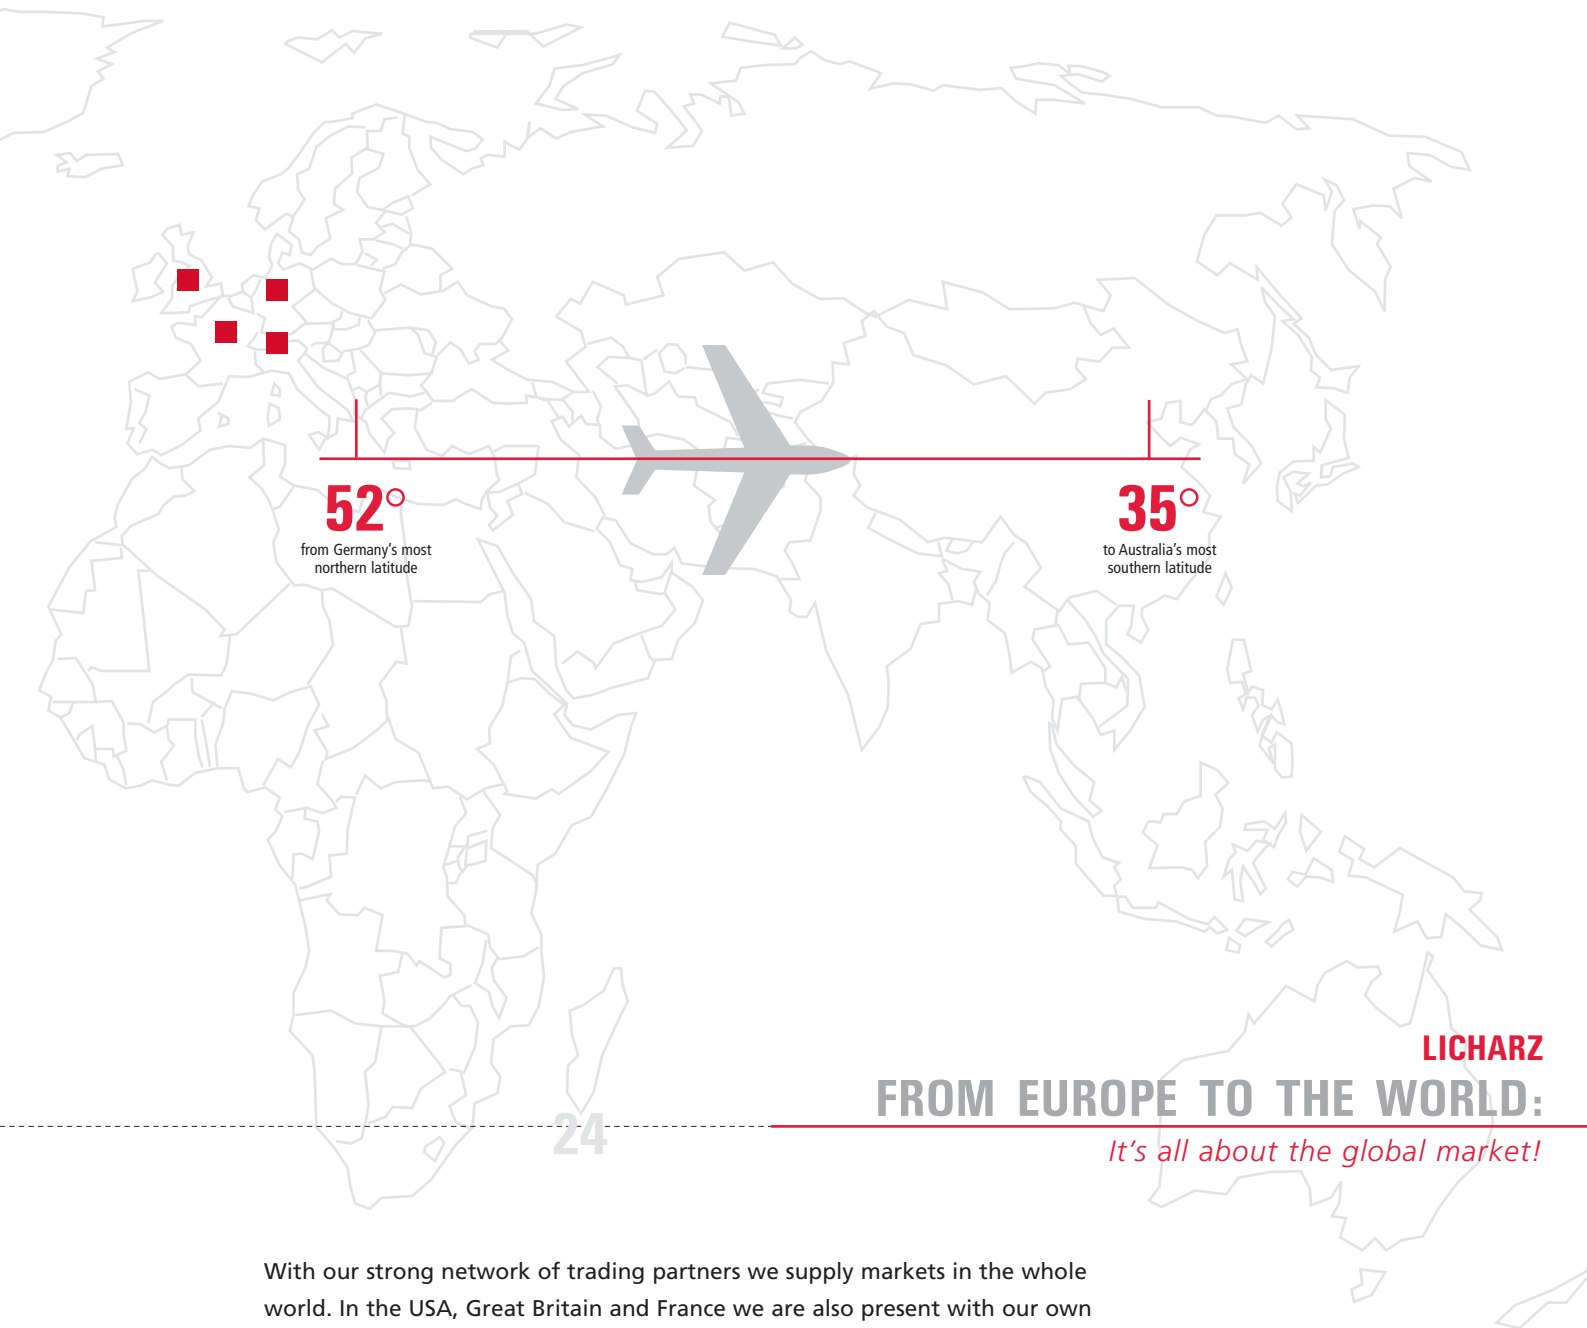 52°
from Germany's most
northern latitude
35°
to Australia's most
southern latitude
LICHARZ
FROM EUROPE TO THE WORLD:
24
It's all about the global market!
With our strong network of trading partners we supply markets in the whole
world. In the USA, Great Britain and France we are also present with our own